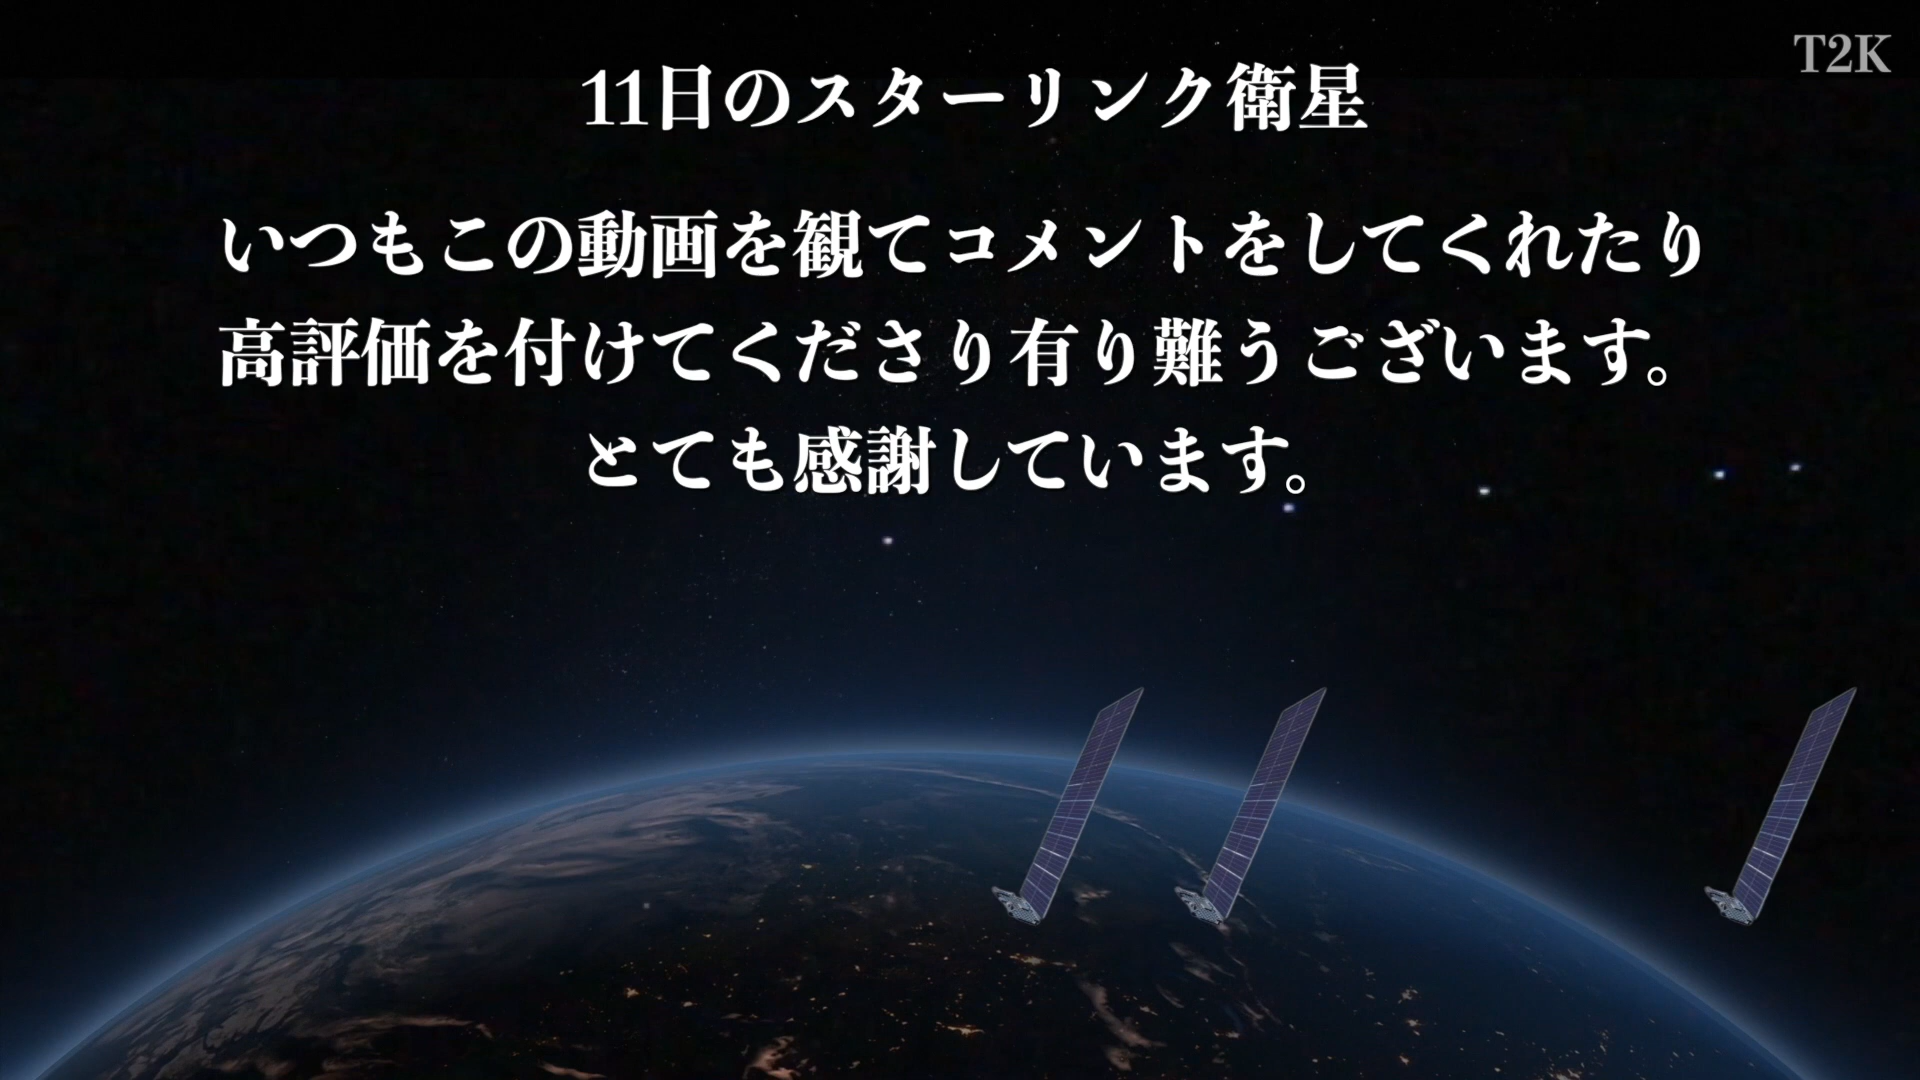 T2K
11日のスターリンク衛星
いつもこの動画を観てコメントをしてくれたり
高評価を付けてくださり有り難うございます。
とても感謝しています。